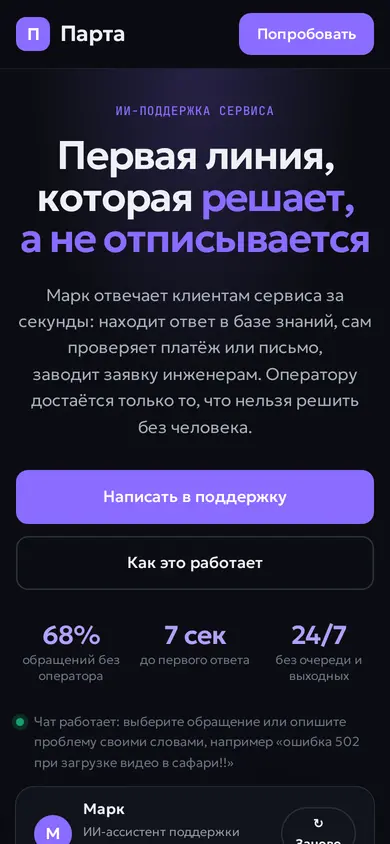 П Парта Попробовать
ИИ-ПОДДЕРЖКА СЕРВИСА
Первая линия,
которая решает,
а не отписывается
Марк отвечает клиентам сервиса за
секунды: находит ответ в базе знаний, сам
проверяет платёж или письмо,
заводит заявку инженерам. Оператору
достаётся только то, что нельзя решить
без человека.
Написать в поддержку
Как это работает
68%
обращений без
оператора
7 сек
до первого ответа
24/7
без очереди и
выходных
Чат работает: выберите обращение или опишите
проблему своими словами, например «ошибка 502
при загрузке видео в сафари!!»
М
Марк
ИИ-ассистент поддержки
↻
Заново